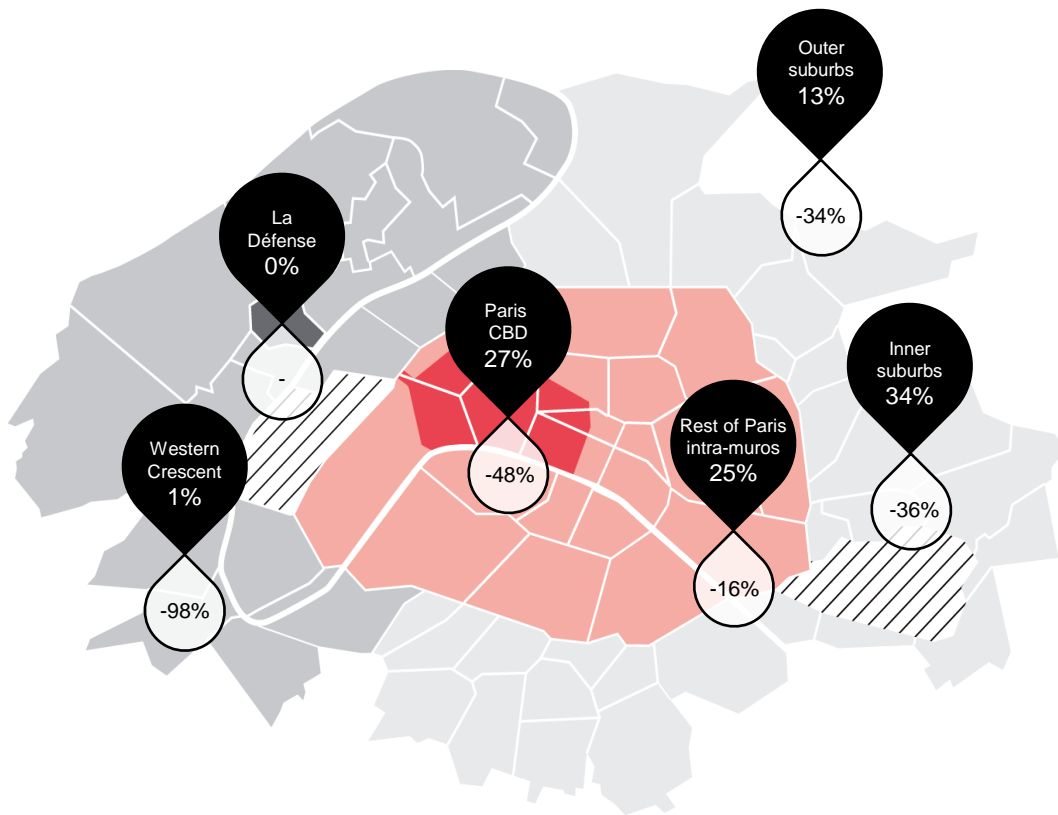 Outer
suburbs
13%
-34%
La
Défense
0%
-
Paris
CBD
27%
-48%
Inner
suburbs
34%
-36%
Western
Crescent
1%
-98%
Rest of Paris
intra-muros
25%
-16%